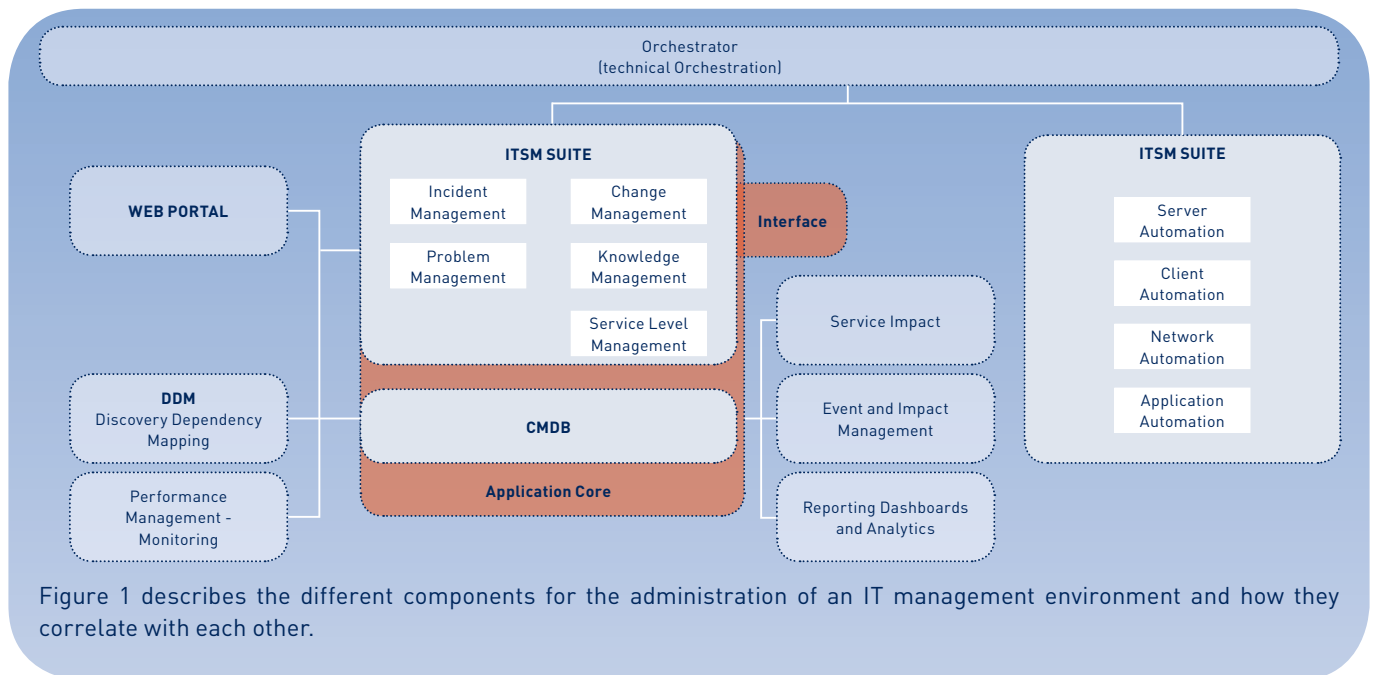 Orchestrator
(technical Orchestration)
ITSM SUITE
Incident
Management
Change
Management
Problem
Management
Knowledge
Management
Service Level
Management
Interface
CMDB
Application Core
WEB PORTAL
DDM
Discovery Dependency
Mapping
Performance
Management -
Monitoring
Service Impact
Event and Impact
Management
Reporting Dashboards
and Analytics
ITSM SUITE
Server
Automation
Client
Automation
Network
Automation
Application
Automation
Figure 1 describes the different components for the administration of an IT management environment and how they
correlate with each other.